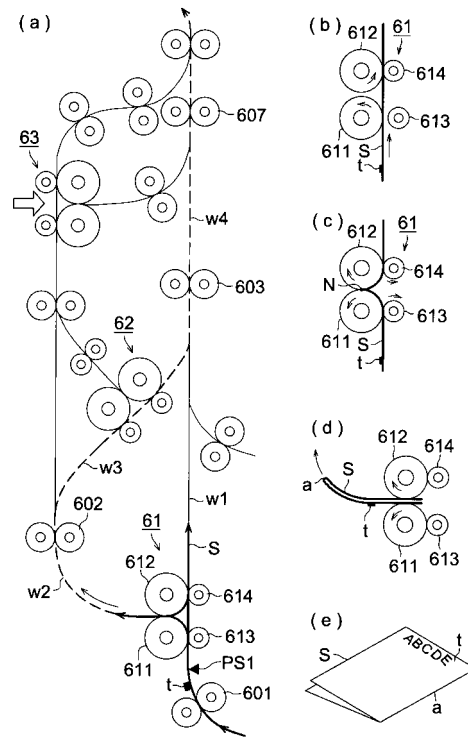 (a)
607
63
w4
603
62
w3
w1
602
61
S
w2
612
614
611
613
PS1
t
601
(b)
612
61
614
613
611
S
t
(c)
612
61
614
N
613
611
S
t
(d)
612
614
S
a
t
611
613
(e)
S
ABCDE
t
a